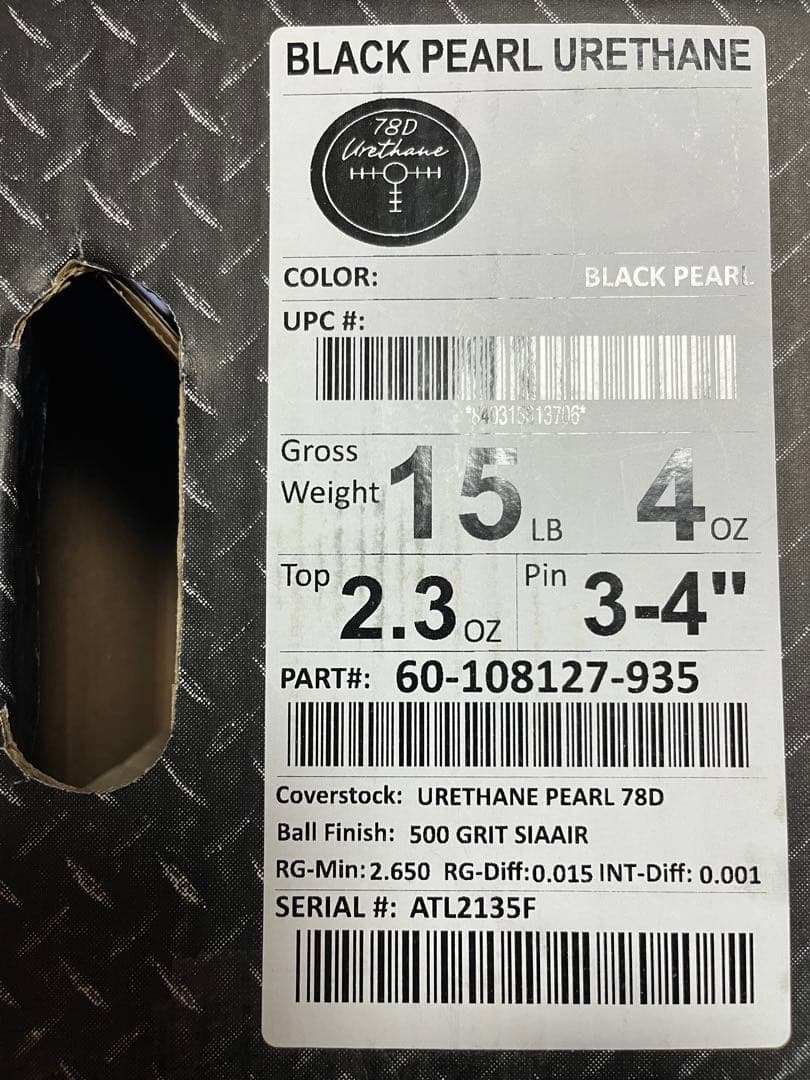 BLACK PEARL URETHANE
78D
Urethane
COLOR: BLACK PEARL
UPC #:
Gross Weight 15 LB 4 OZ
Top 2.3 OZ Pin 3-4"
PART#: 60-108127-935
Coverstock: URETHANE PEARL 78D
Ball Finish: 500 GRIT SIAAIR
RG-Min: 2.650 RG-Diff: 0.015 INT-Diff: 0.001
SERIAL #: ATL2135F